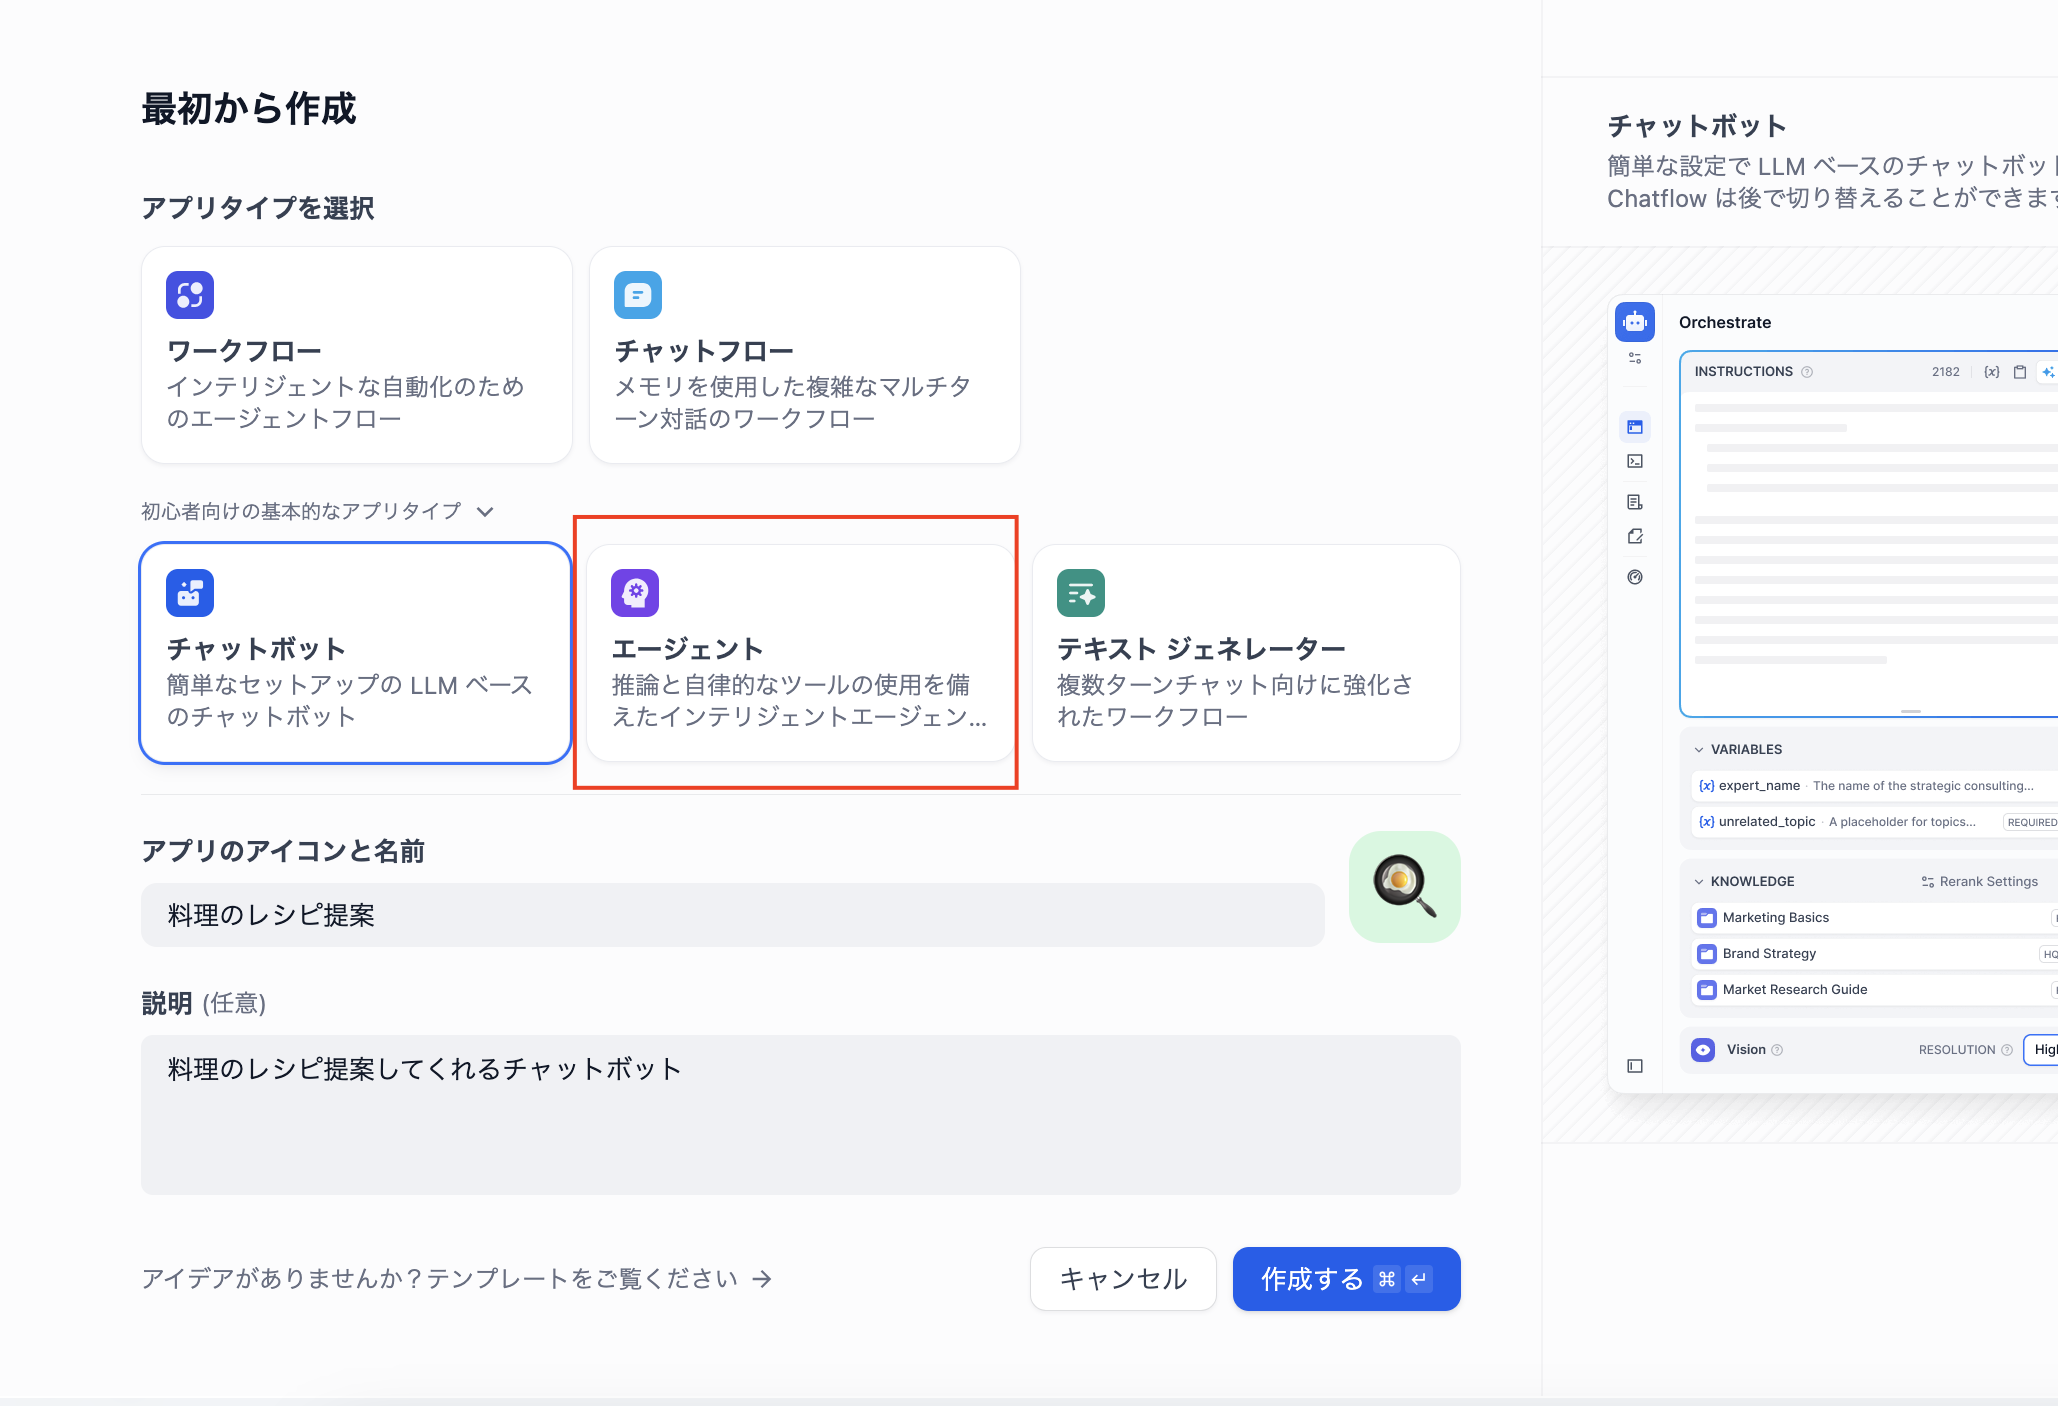 最初から作成
アプリタイプを選択
ワークフロー
インテリジェントな自動化のため
のエージェントフロー
チャットフロー
メモリを使用した複雑なマルチタ
ーン対話のワークフロー
初心者向けの基本的なアプリタイプ
チャットボット
簡単なセットアップの LLM ベース
のチャットボット
エージェント
推論と自律的なツールの使用を備
えたインテリジェントエージェン...
テキスト ジェネレーター
複数ターンチャット向けに強化さ
れたワークフロー
アプリのアイコンと名前
料理のレシピ提案
説明 (任意)
料理のレシピ提案してくれるチャットボット
アイデアがありませんか？テンプレートをご覧ください →
キャンセル
作成する ⌘ ↵
チャットボット
簡単な設定で LLM ベースのチャットボッ
Chatflow は後で切り替えることができま
Orchestrate
INSTRUCTIONS 2182 {x}
VARIABLES
{x} expert_name · The name of the strategic consulting...
{x} unrelated_topic · A placeholder for topics... REQUIRED
KNOWLEDGE Rerank Settings
Marketing Basics
Brand Strategy HQ
Market Research Guide
Vision RESOLUTION Hig